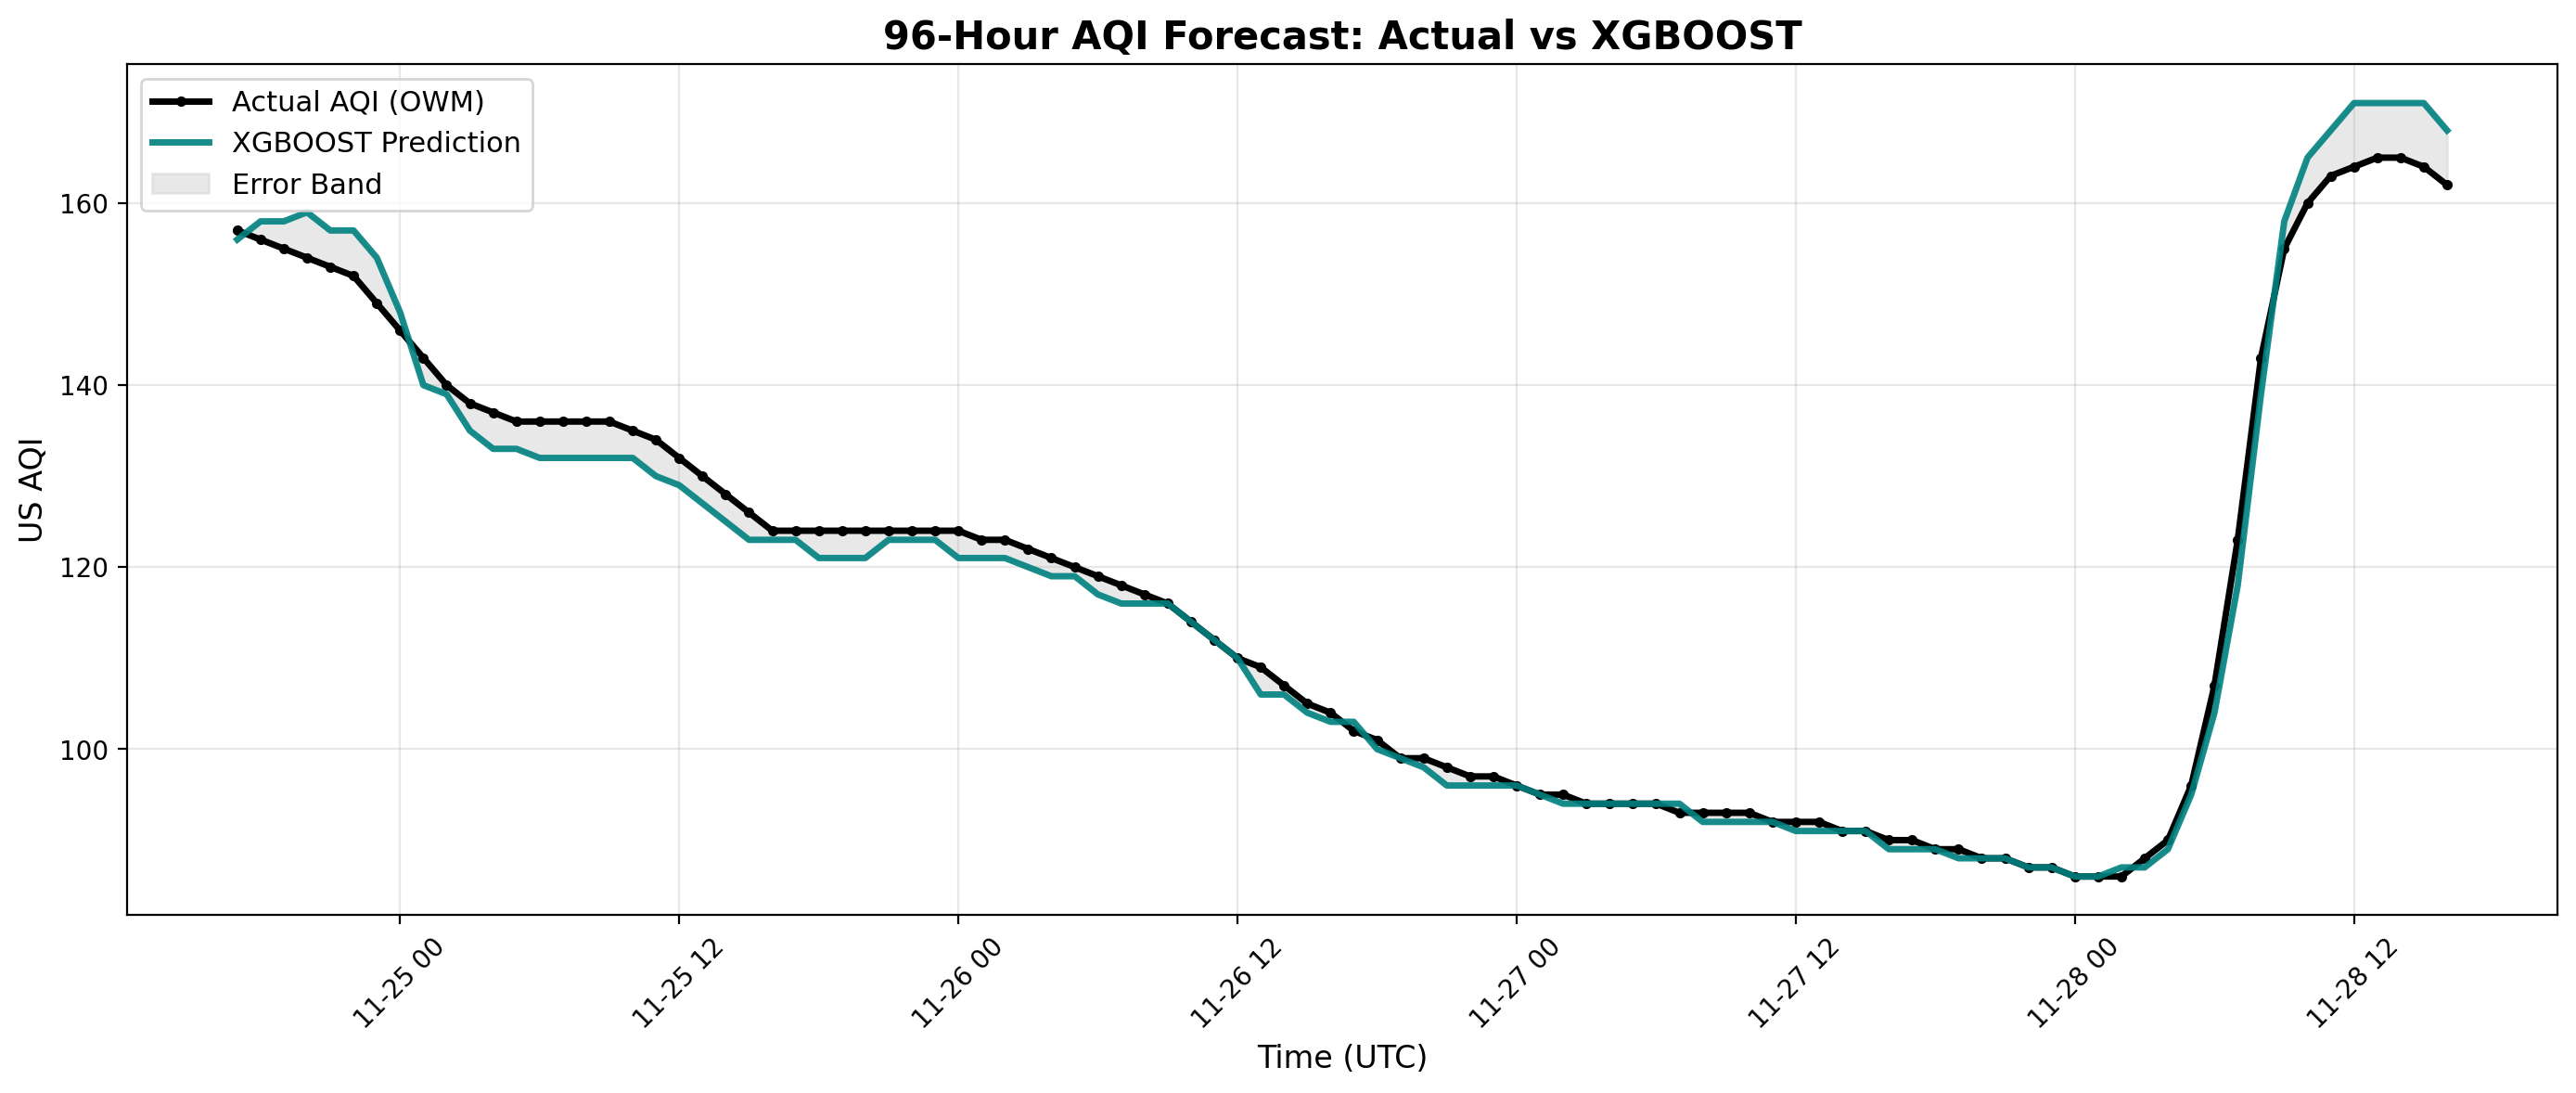 96-Hour AQI Forecast: Actual vs XGBOOST
Actual AQI (OWM)
XGBOOST Prediction
Error Band
US AQI
160
140
120
100
11-25 00
11-25 12
11-26 00
11-26 12
11-27 00
11-27 12
11-28 00
11-28 12
Time (UTC)